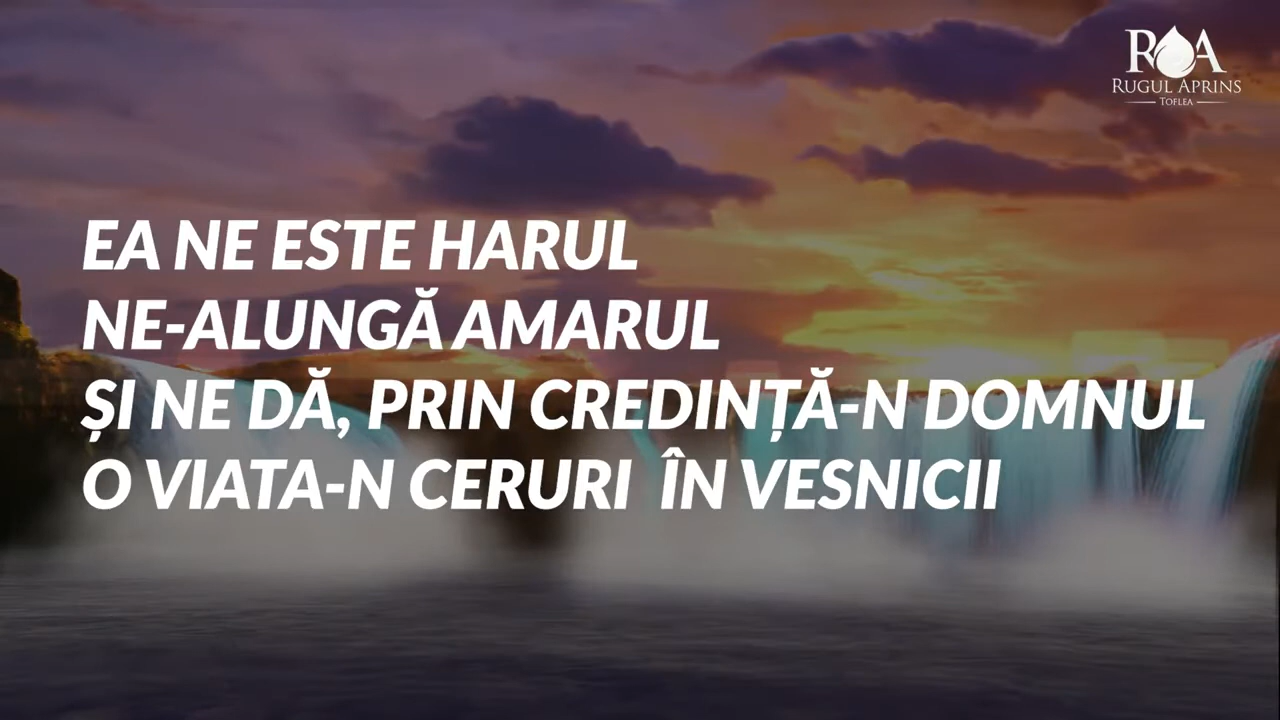 RA
RUGUL APRINS
TOFLEA
EA NE ESTE HARUL
NE-ALUNGĂ AMARUL
ȘI NE DĂ, PRIN CREDINȚĂ-N DOMNUL
O VIATA-N CERURI ÎN VESNICII